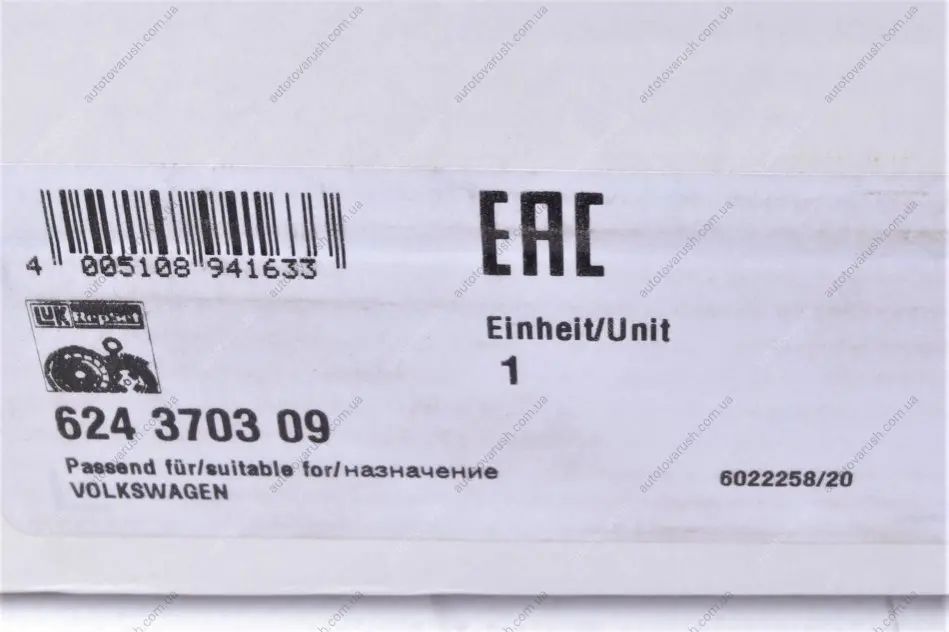 EAC
4 005108 941633
LUK RepSet
Einheit/Unit
1
624 3703 09
Passend für/suitable for/назначение
VOLKSWAGEN
6022258/20
autotovarush.com.ua